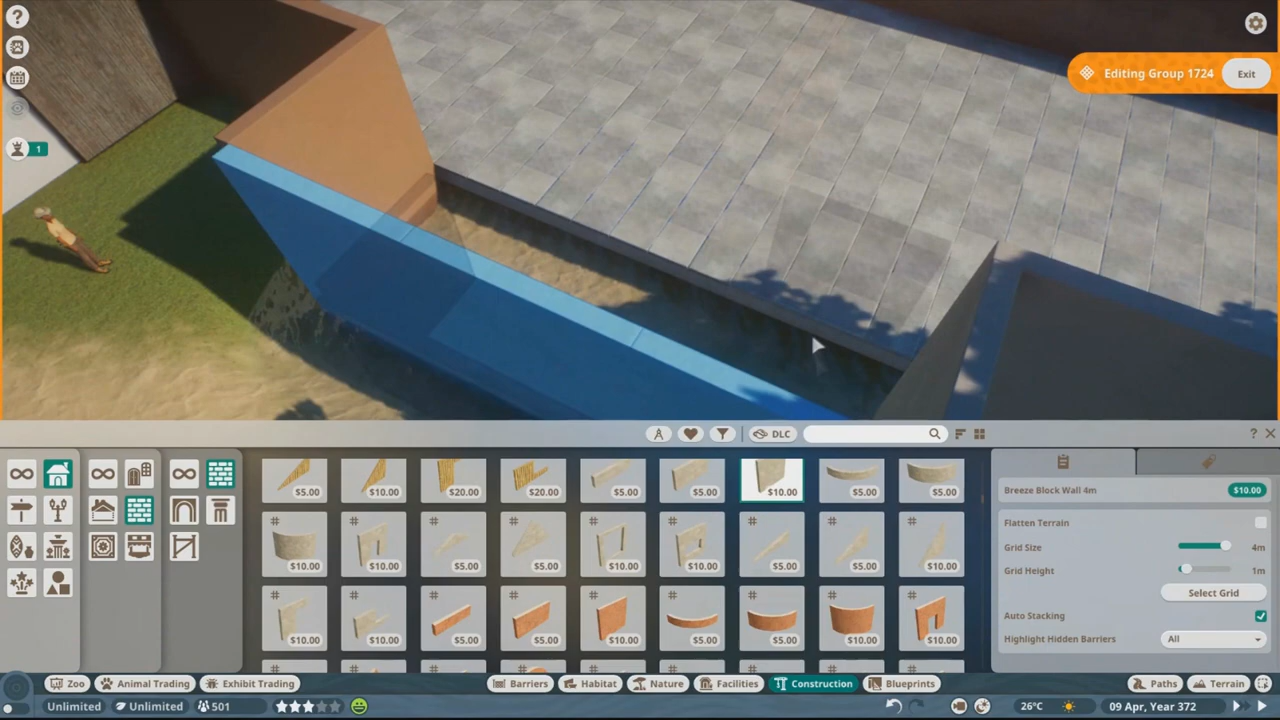 ?
Editing Group 1724 Exit
1
DLC
?
$5.00 $10.00 $20.00 $20.00 $5.00 $5.00 $10.00 $5.00 $5.00
$10.00 $10.00 $5.00 $5.00 $10.00 $10.00 $5.00 $5.00 $5.00
$10.00 $10.00 $5.00 $5.00 $10.00 $5.00 $5.00 $10.00 $10.00
Breeze Block Wall 4m $10.00
Flatten Terrain
Grid Size 4m
Grid Height 1m
Select Grid
Auto Stacking
Highlight Hidden Barriers All
Zoo Animal Trading Exhibit Trading Barriers Habitat Nature Facilities Construction Blueprints Paths Terrain
Unlimited Unlimited 501 26°C 09 Apr, Year 372